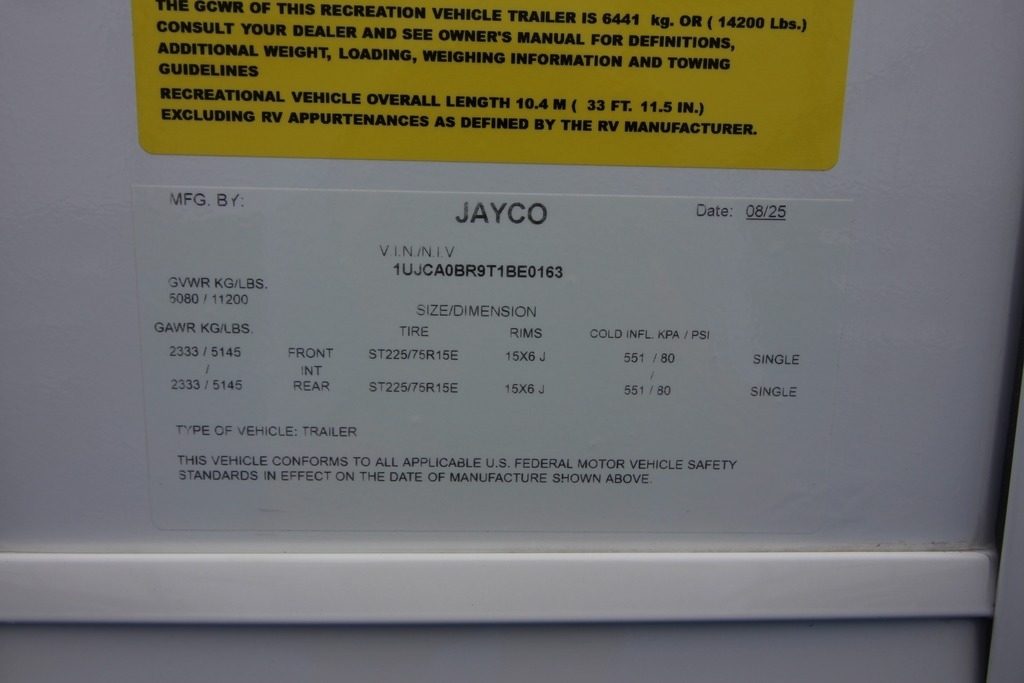 THE GCWR OF THIS RECREATION VEHICLE TRAILER IS 6441 kg. OR ( 14200 Lbs.)
CONSULT YOUR DEALER AND SEE OWNER'S MANUAL FOR DEFINITIONS,
ADDITIONAL WEIGHT, LOADING, WEIGHING INFORMATION AND TOWING
GUIDELINES
RECREATIONAL VEHICLE OVERALL LENGTH 10.4 M ( 33 FT. 11.5 IN.)
EXCLUDING RV APPURTENANCES AS DEFINED BY THE RV MANUFACTURER.
MFG. BY: JAYCO Date: 08/25
V.I.N./N.I.V
1UJCA0BR9T1BE0163
GVWR KG/LBS.
5080 / 11200
SIZE/DIMENSION
GAWR KG/LBS. TIRE RIMS COLD INFL. KPA / PSI
2333 / 5145 FRONT ST225/75R15E 15X6 J 551 / 80 SINGLE
/ INT /
2333 / 5145 REAR ST225/75R15E 15X6 J 551 / 80 SINGLE
TYPE OF VEHICLE: TRAILER
THIS VEHICLE CONFORMS TO ALL APPLICABLE U.S. FEDERAL MOTOR VEHICLE SAFETY
STANDARDS IN EFFECT ON THE DATE OF MANUFACTURE SHOWN ABOVE.